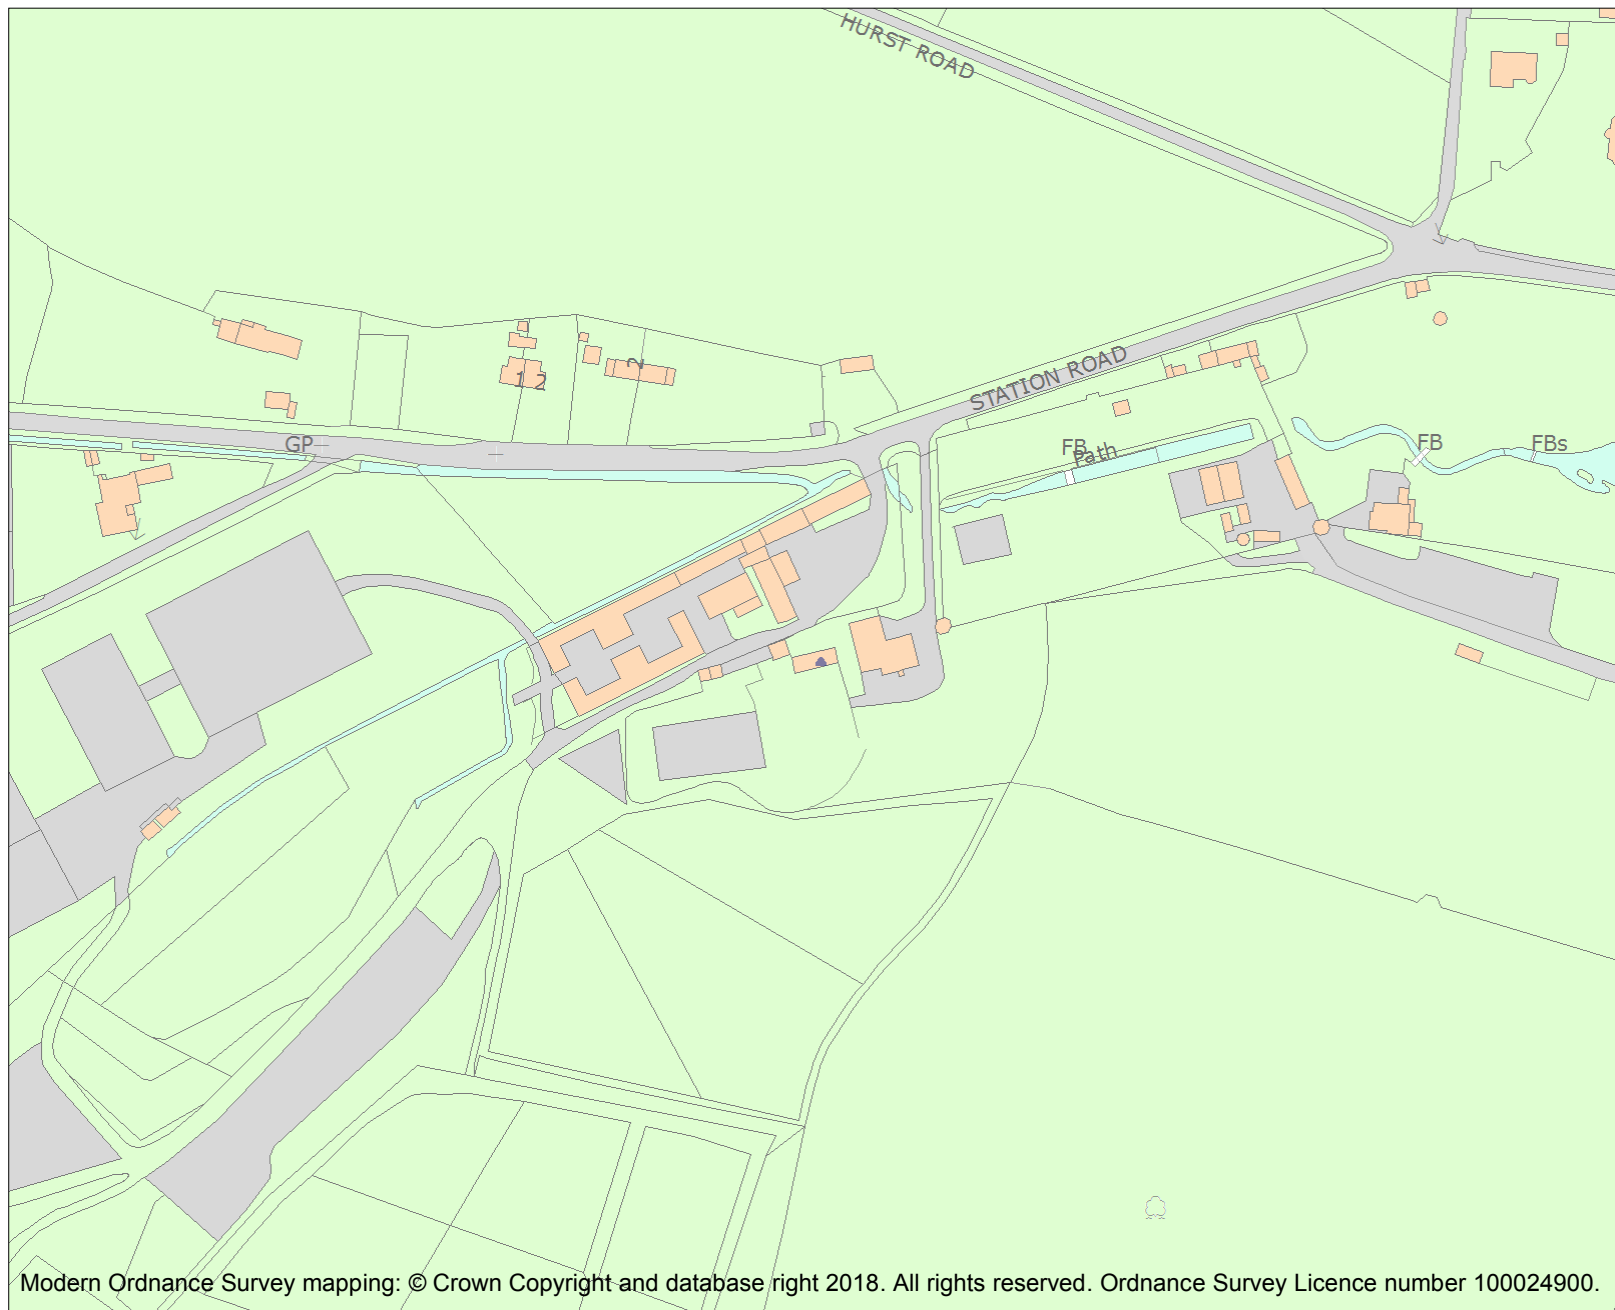 HURST ROAD
STATION ROAD
2
1 2
GP
FB
Path
FB
FBs
Modern Ordnance Survey mapping: © Crown Copyright and database right 2018. All rights reserved. Ordnance Survey Licence number 100024900.